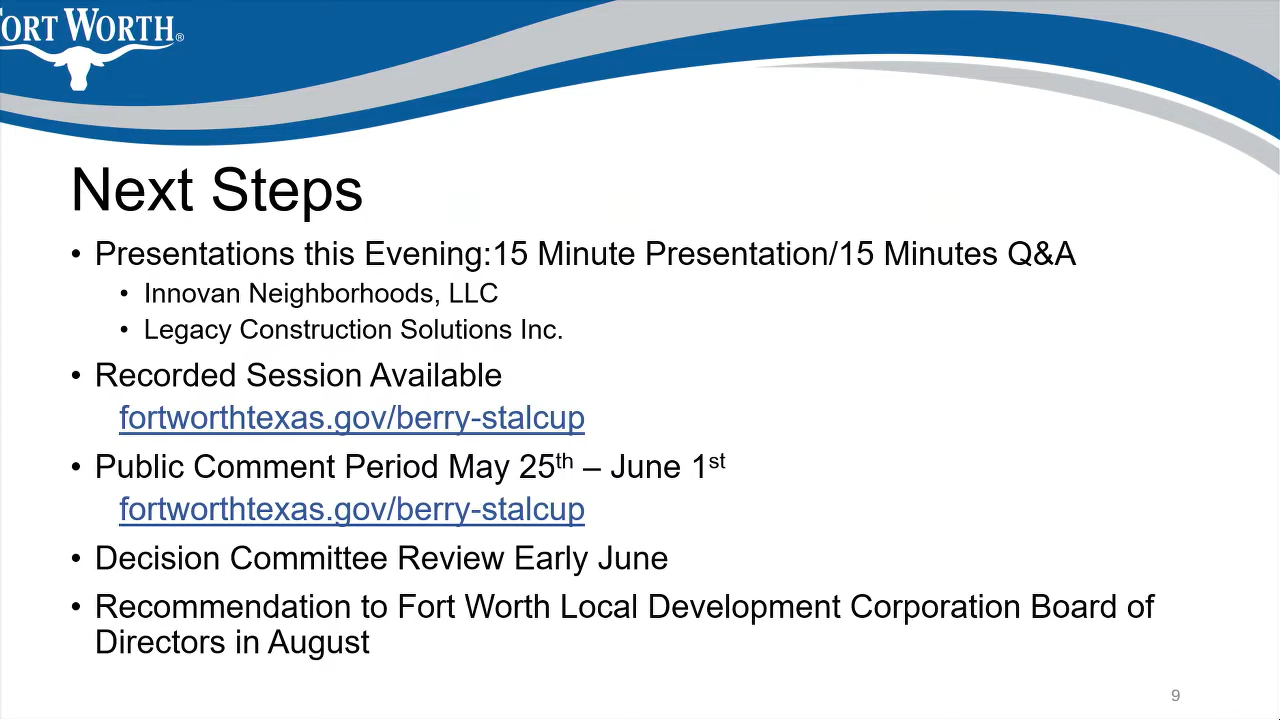 FORT WORTH®
Next Steps
• Presentations this Evening:15 Minute Presentation/15 Minutes Q&A
• Innovan Neighborhoods, LLC
• Legacy Construction Solutions Inc.
• Recorded Session Available
fortworthtexas.gov/berry-stalcup
• Public Comment Period May 25th – June 1st
fortworthtexas.gov/berry-stalcup
• Decision Committee Review Early June
• Recommendation to Fort Worth Local Development Corporation Board of
Directors in August
9